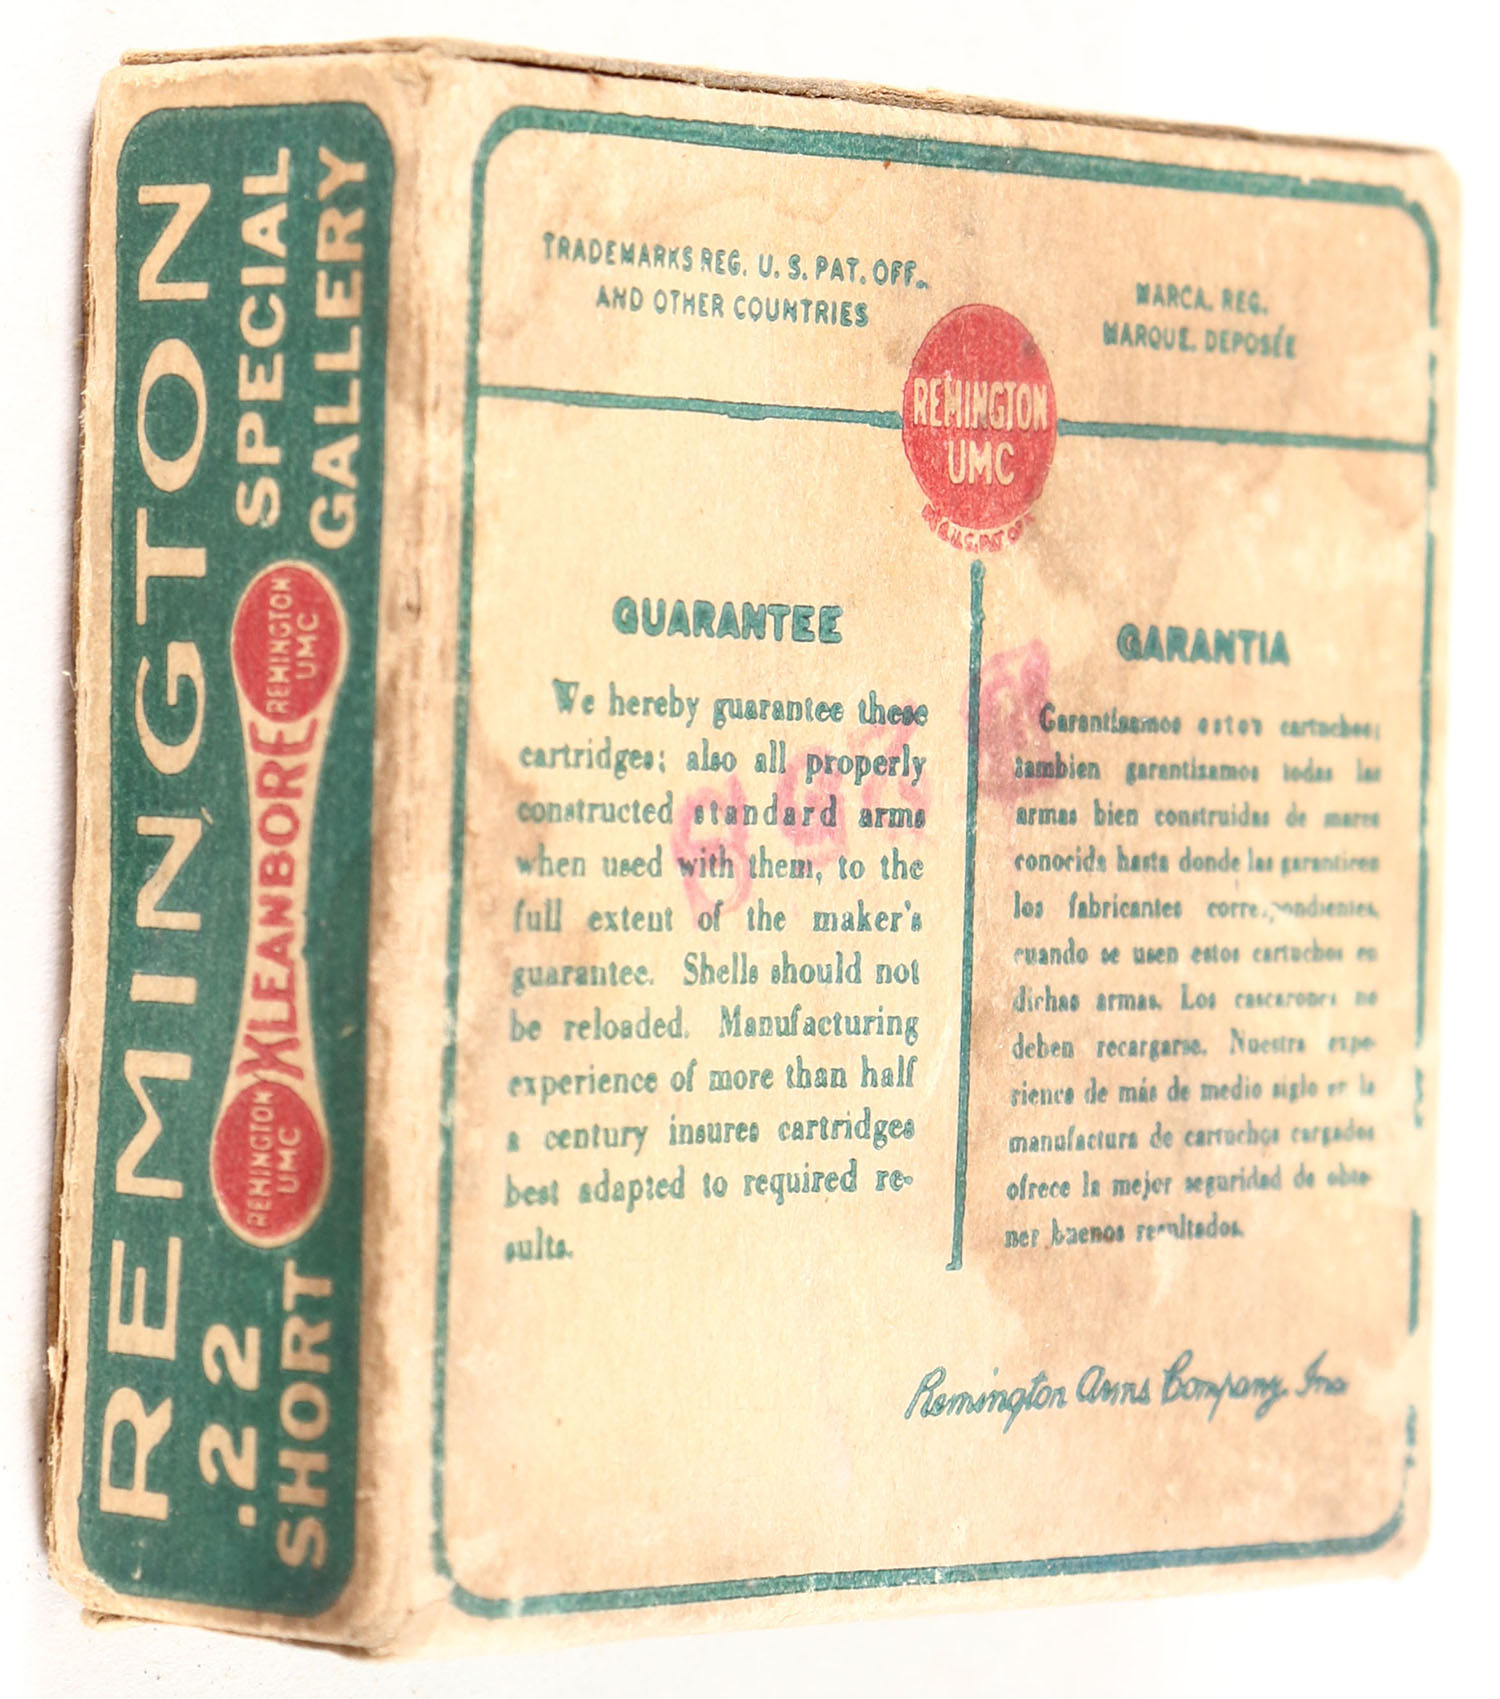 REMINGTON
.22
SHORT
REMINGTON
UMC
KLEANBORE
REMINGTON
UMC
SPECIAL
GALLERY
TRADEMARKS REG. U. S. PAT. OFF.
AND OTHER COUNTRIES
MARCA. REG.
MARQUE. DEPOSÉE
REMINGTON
UMC
GUARANTEE
We hereby guarantee these
cartridges; also all properly
constructed standard arms
when used with them, to the
full extent of the maker's
guarantee. Shells should not
be reloaded. Manufacturing
experience of more than half
a century insures cartridges
best adapted to required re-
sults.
GARANTIA
Garantisamos estos cartuchos;
tambien garantisamos todas las
armas bien construidas de marca
conocida hasta donde las garanticen
los fabricantes correspondientes,
cuando se usen estos cartuchos en
dichas armas. Los cascarones no
deben recargarse. Nuestra expe-
riencia de más de medio siglo en la
manufactura de cartuchos cargados
ofrece la mejor seguridad de obte-
ner buenos resultados.
Remington Arms Company, Inc.